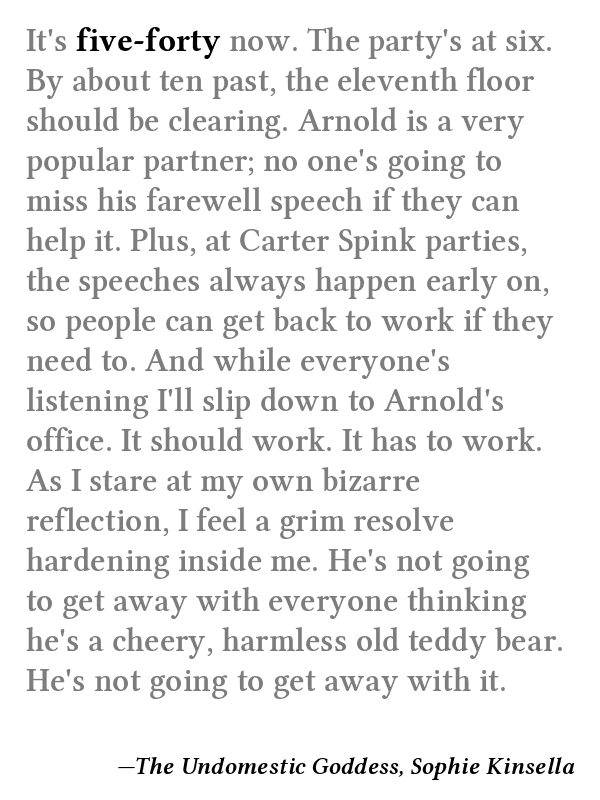 It's five-forty now. The party's at six.
By about ten past, the eleventh floor
should be clearing. Arnold is a very
popular partner; no one's going to
miss his farewell speech if they can
help it. Plus, at Carter Spink parties,
the speeches always happen early on,
so people can get back to work if they
need to. And while everyone's
listening I'll slip down to Arnold's
office. It should work. It has to work.
As I stare at my own bizarre
reflection, I feel a grim resolve
hardening inside me. He's not going
to get away with everyone thinking
he's a cheery, harmless old teddy bear.
He's not going to get away with it.
—The Undomestic Goddess, Sophie Kinsella